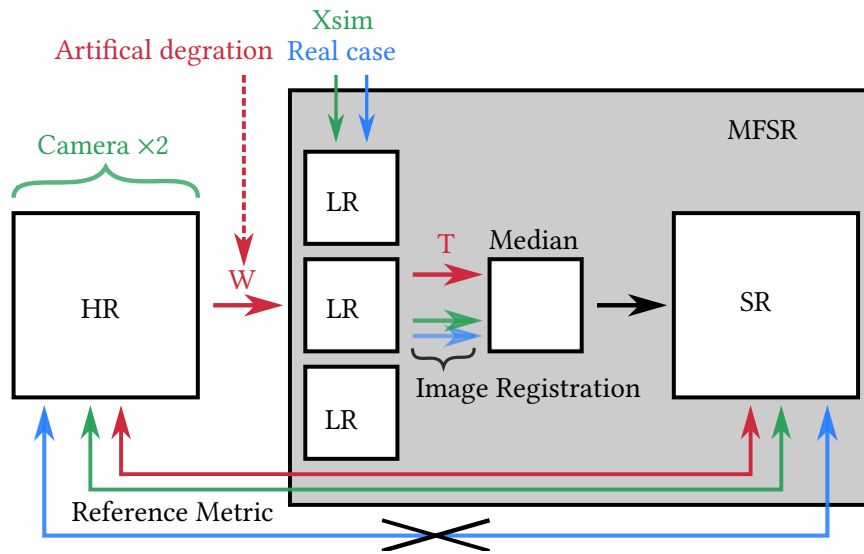 Xsim
Artifical degration
Real case
MFSR
Camera ×2
LR
T
Median
W
HR
LR
SR
Image Registration
LR
Reference Metric